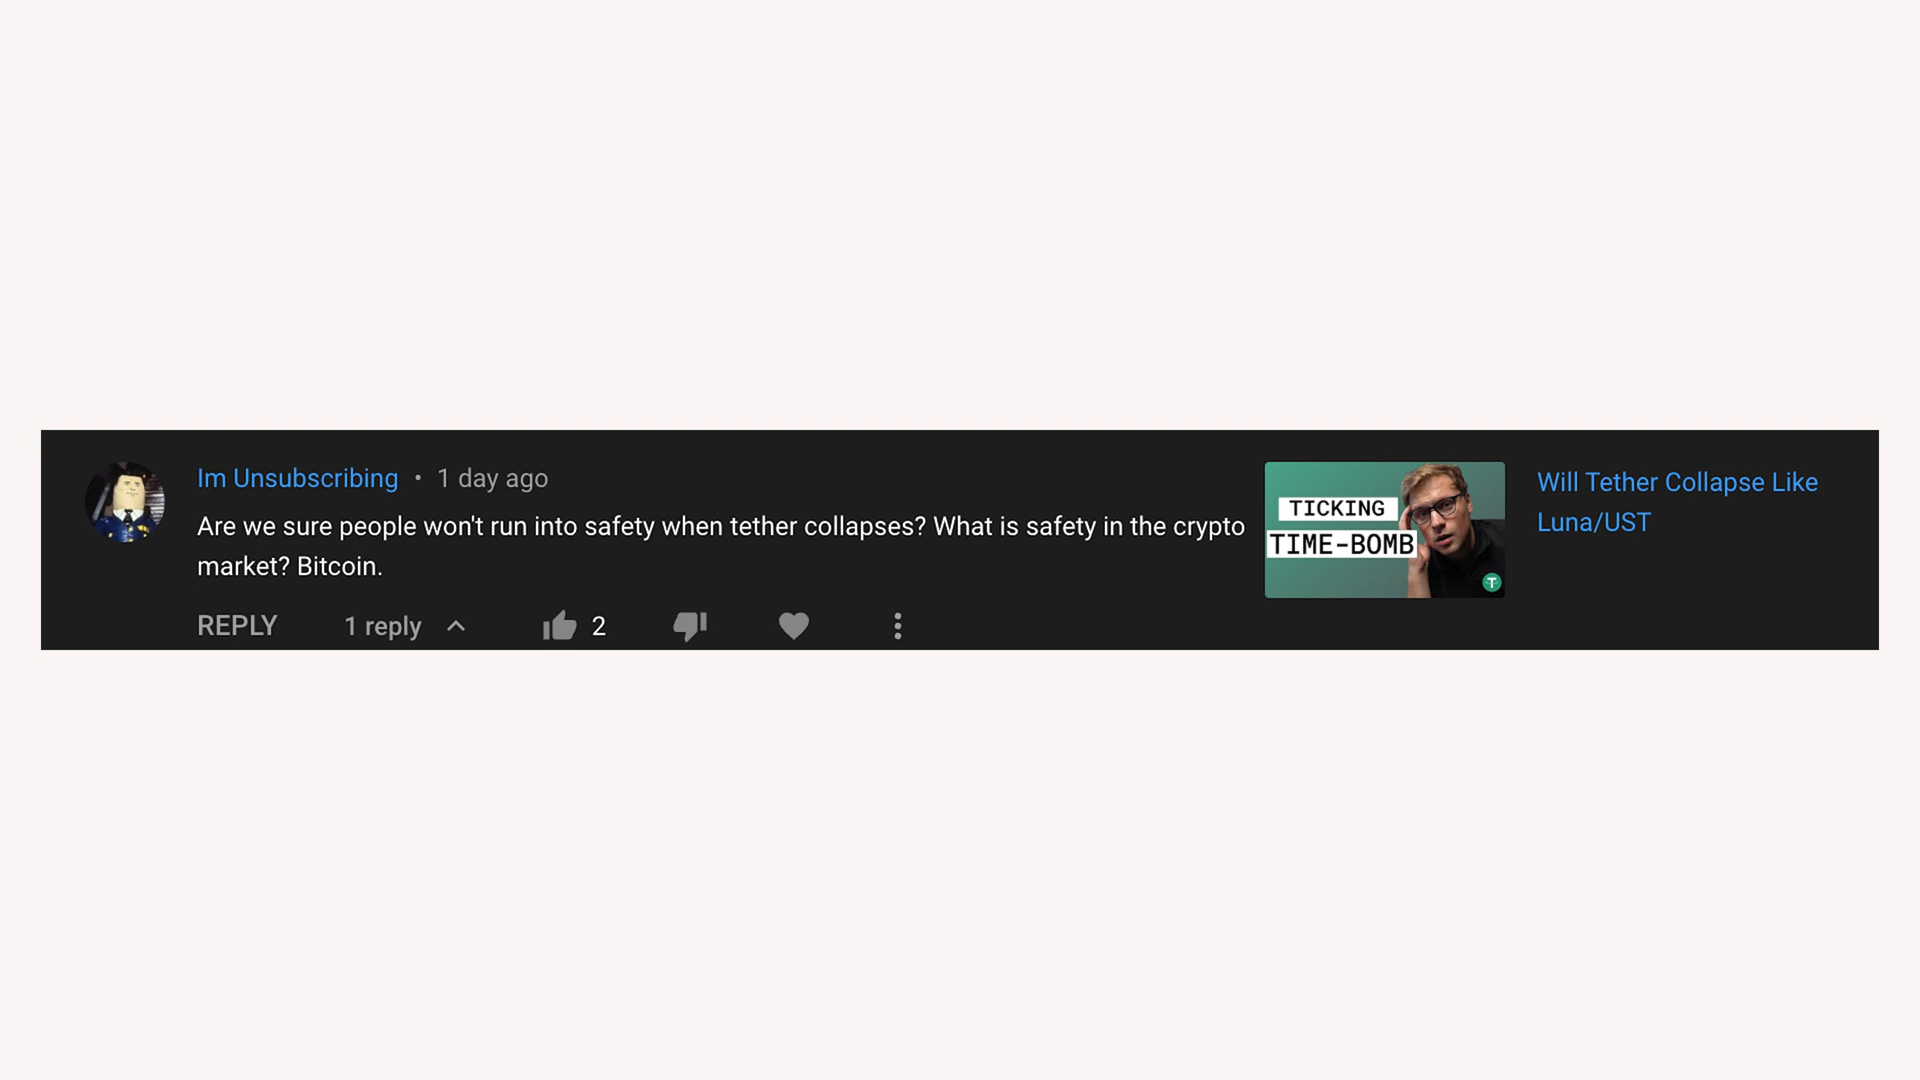 Im Unsubscribing • 1 day ago
Are we sure people won't run into safety when tether collapses? What is safety in the crypto
market? Bitcoin.
REPLY 1 reply 2
TICKING
TIME-BOMB
T
Will Tether Collapse Like
Luna/UST